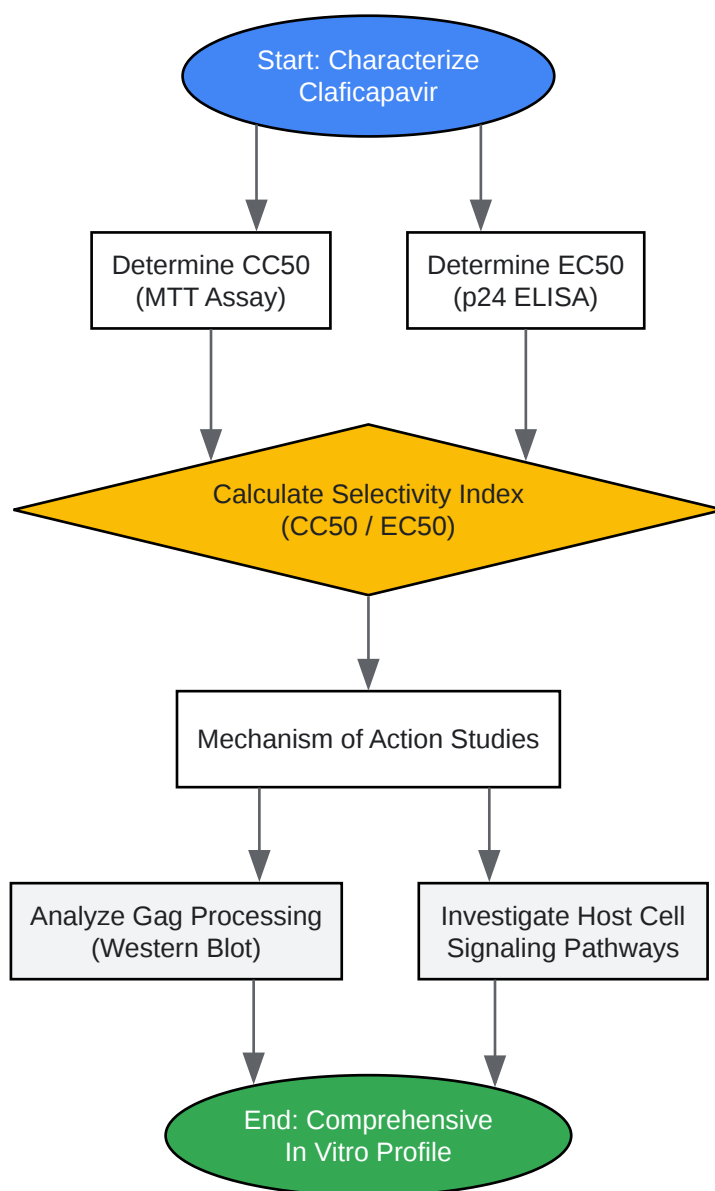 Start: Characterize
Claficapavir
Determine CC50
(MTT Assay)
Determine EC50
(p24 ELISA)
Calculate Selectivity Index
(CC50 / EC50)
Mechanism of Action Studies
Analyze Gag Processing
(Western Blot)
Investigate Host Cell
Signaling Pathways
End: Comprehensive
In Vitro Profile